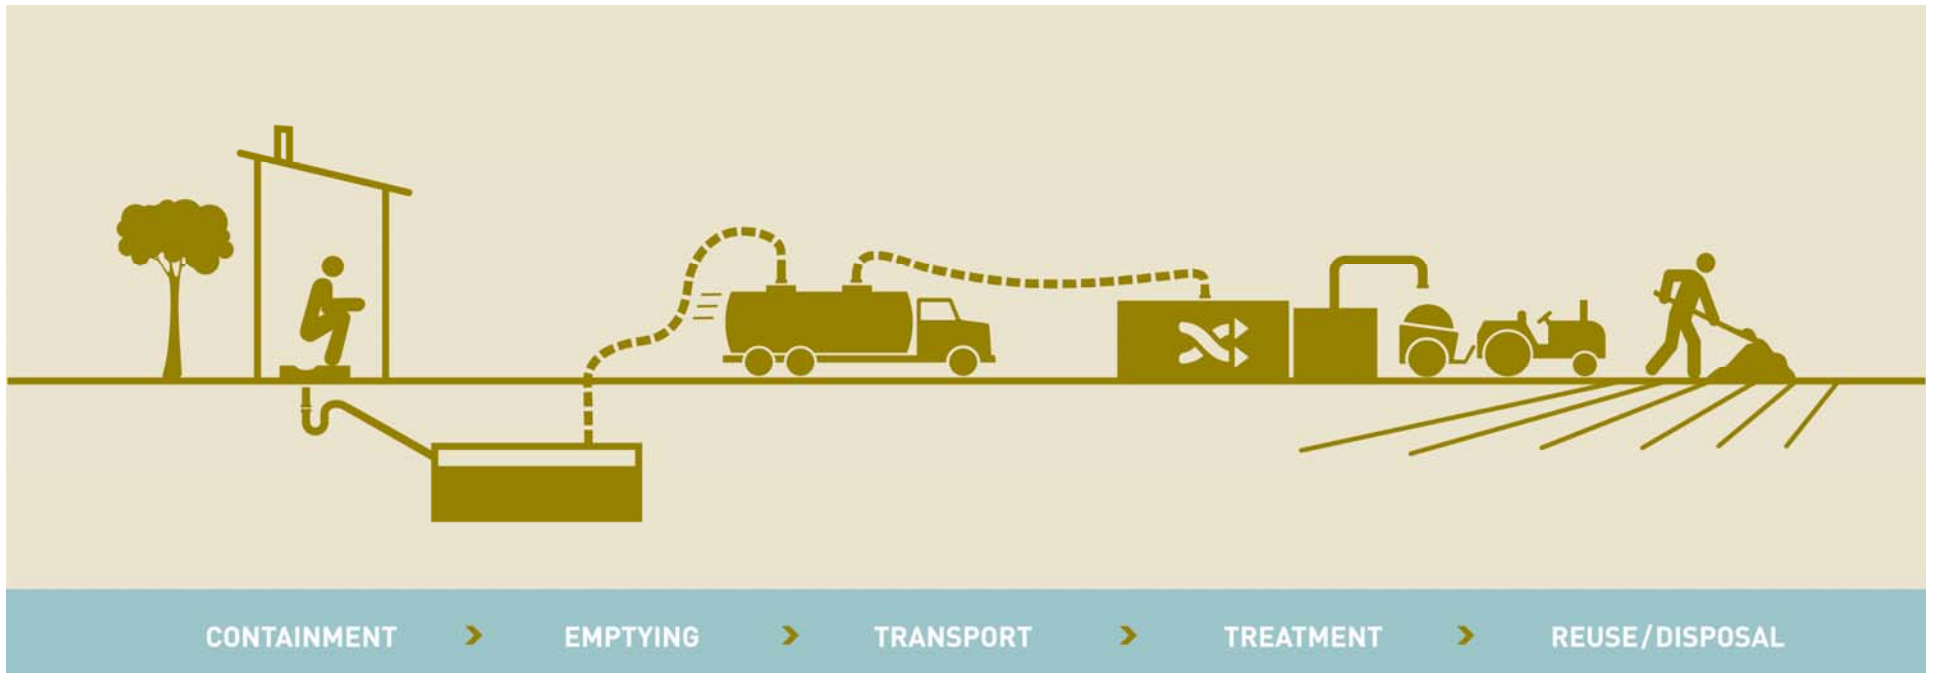 CONTAINMENT > EMPTYING > TRANSPORT > TREATMENT > REUSE/DISPOSAL